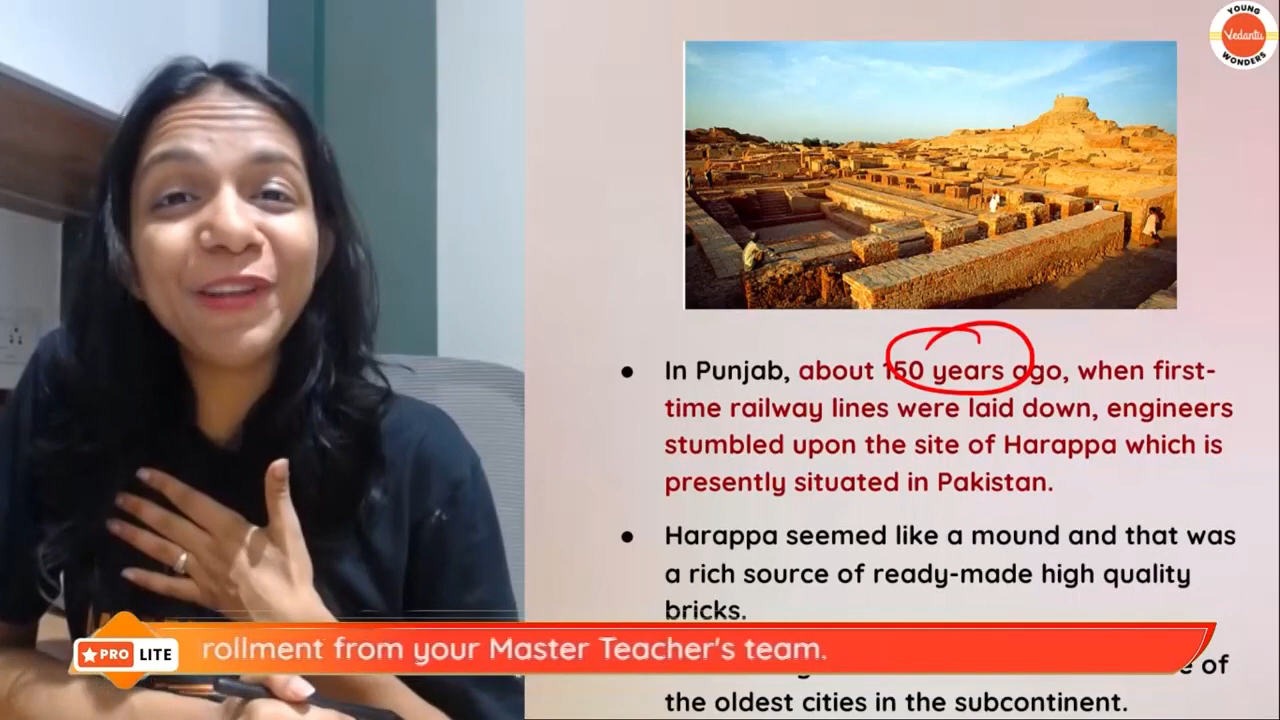 YOUNG
Vedantu
WONDERS
• In Punjab, about 150 years ago, when first-
time railway lines were laid down, engineers
stumbled upon the site of Harappa which is
presently situated in Pakistan.
• Harappa seemed like a mound and that was
a rich source of ready-made high quality
bricks.
PRO LITE
rollment from your Master Teacher's team.
of
the oldest cities in the subcontinent.